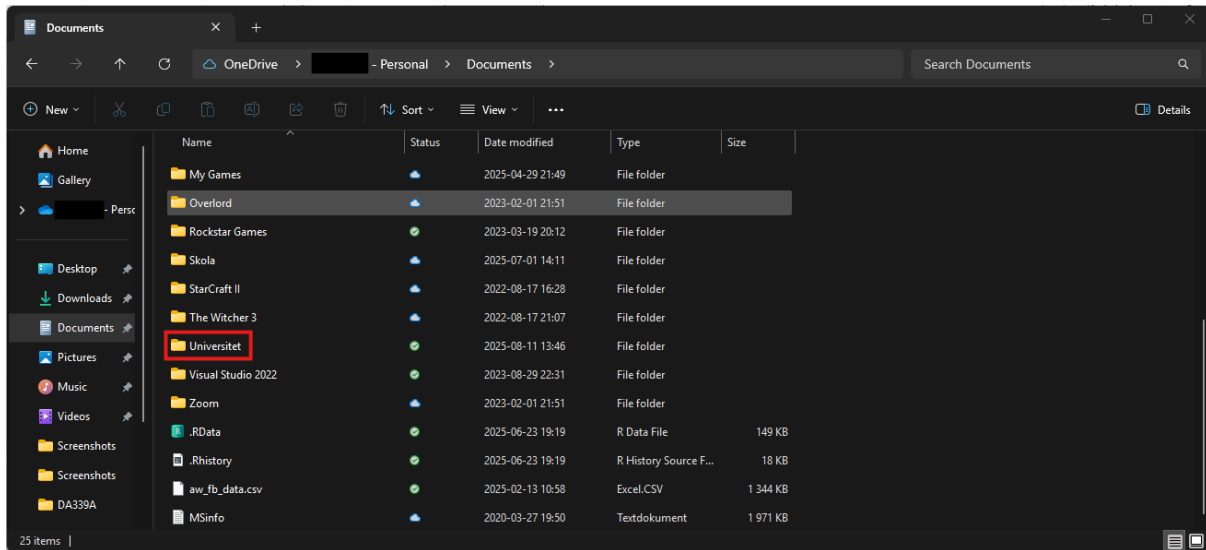 Documents
OneDrive > - Personal > Documents >
Search Documents
New
Sort
View
Details
Home
Gallery
- Persc
Desktop
Downloads
Documents
Pictures
Music
Videos
Screenshots
Screenshots
DA339A
Name Status Date modified Type Size
My Games 2025-04-29 21:49 File folder
Overlord 2023-02-01 21:51 File folder
Rockstar Games 2023-03-19 20:12 File folder
Skola 2025-07-01 14:11 File folder
StarCraft II 2022-08-17 16:28 File folder
The Witcher 3 2022-08-17 21:07 File folder
Universitet 2025-08-11 13:46 File folder
Visual Studio 2022 2023-08-29 22:31 File folder
Zoom 2023-02-01 21:51 File folder
.RData 2025-06-23 19:19 R Data File 149 KB
.Rhistory 2025-06-23 19:19 R History Source F... 18 KB
aw_fb_data.csv 2025-02-13 10:58 Excel.CSV 1 344 KB
MSinfo 2020-03-27 19:50 Textdokument 1 971 KB
25 items